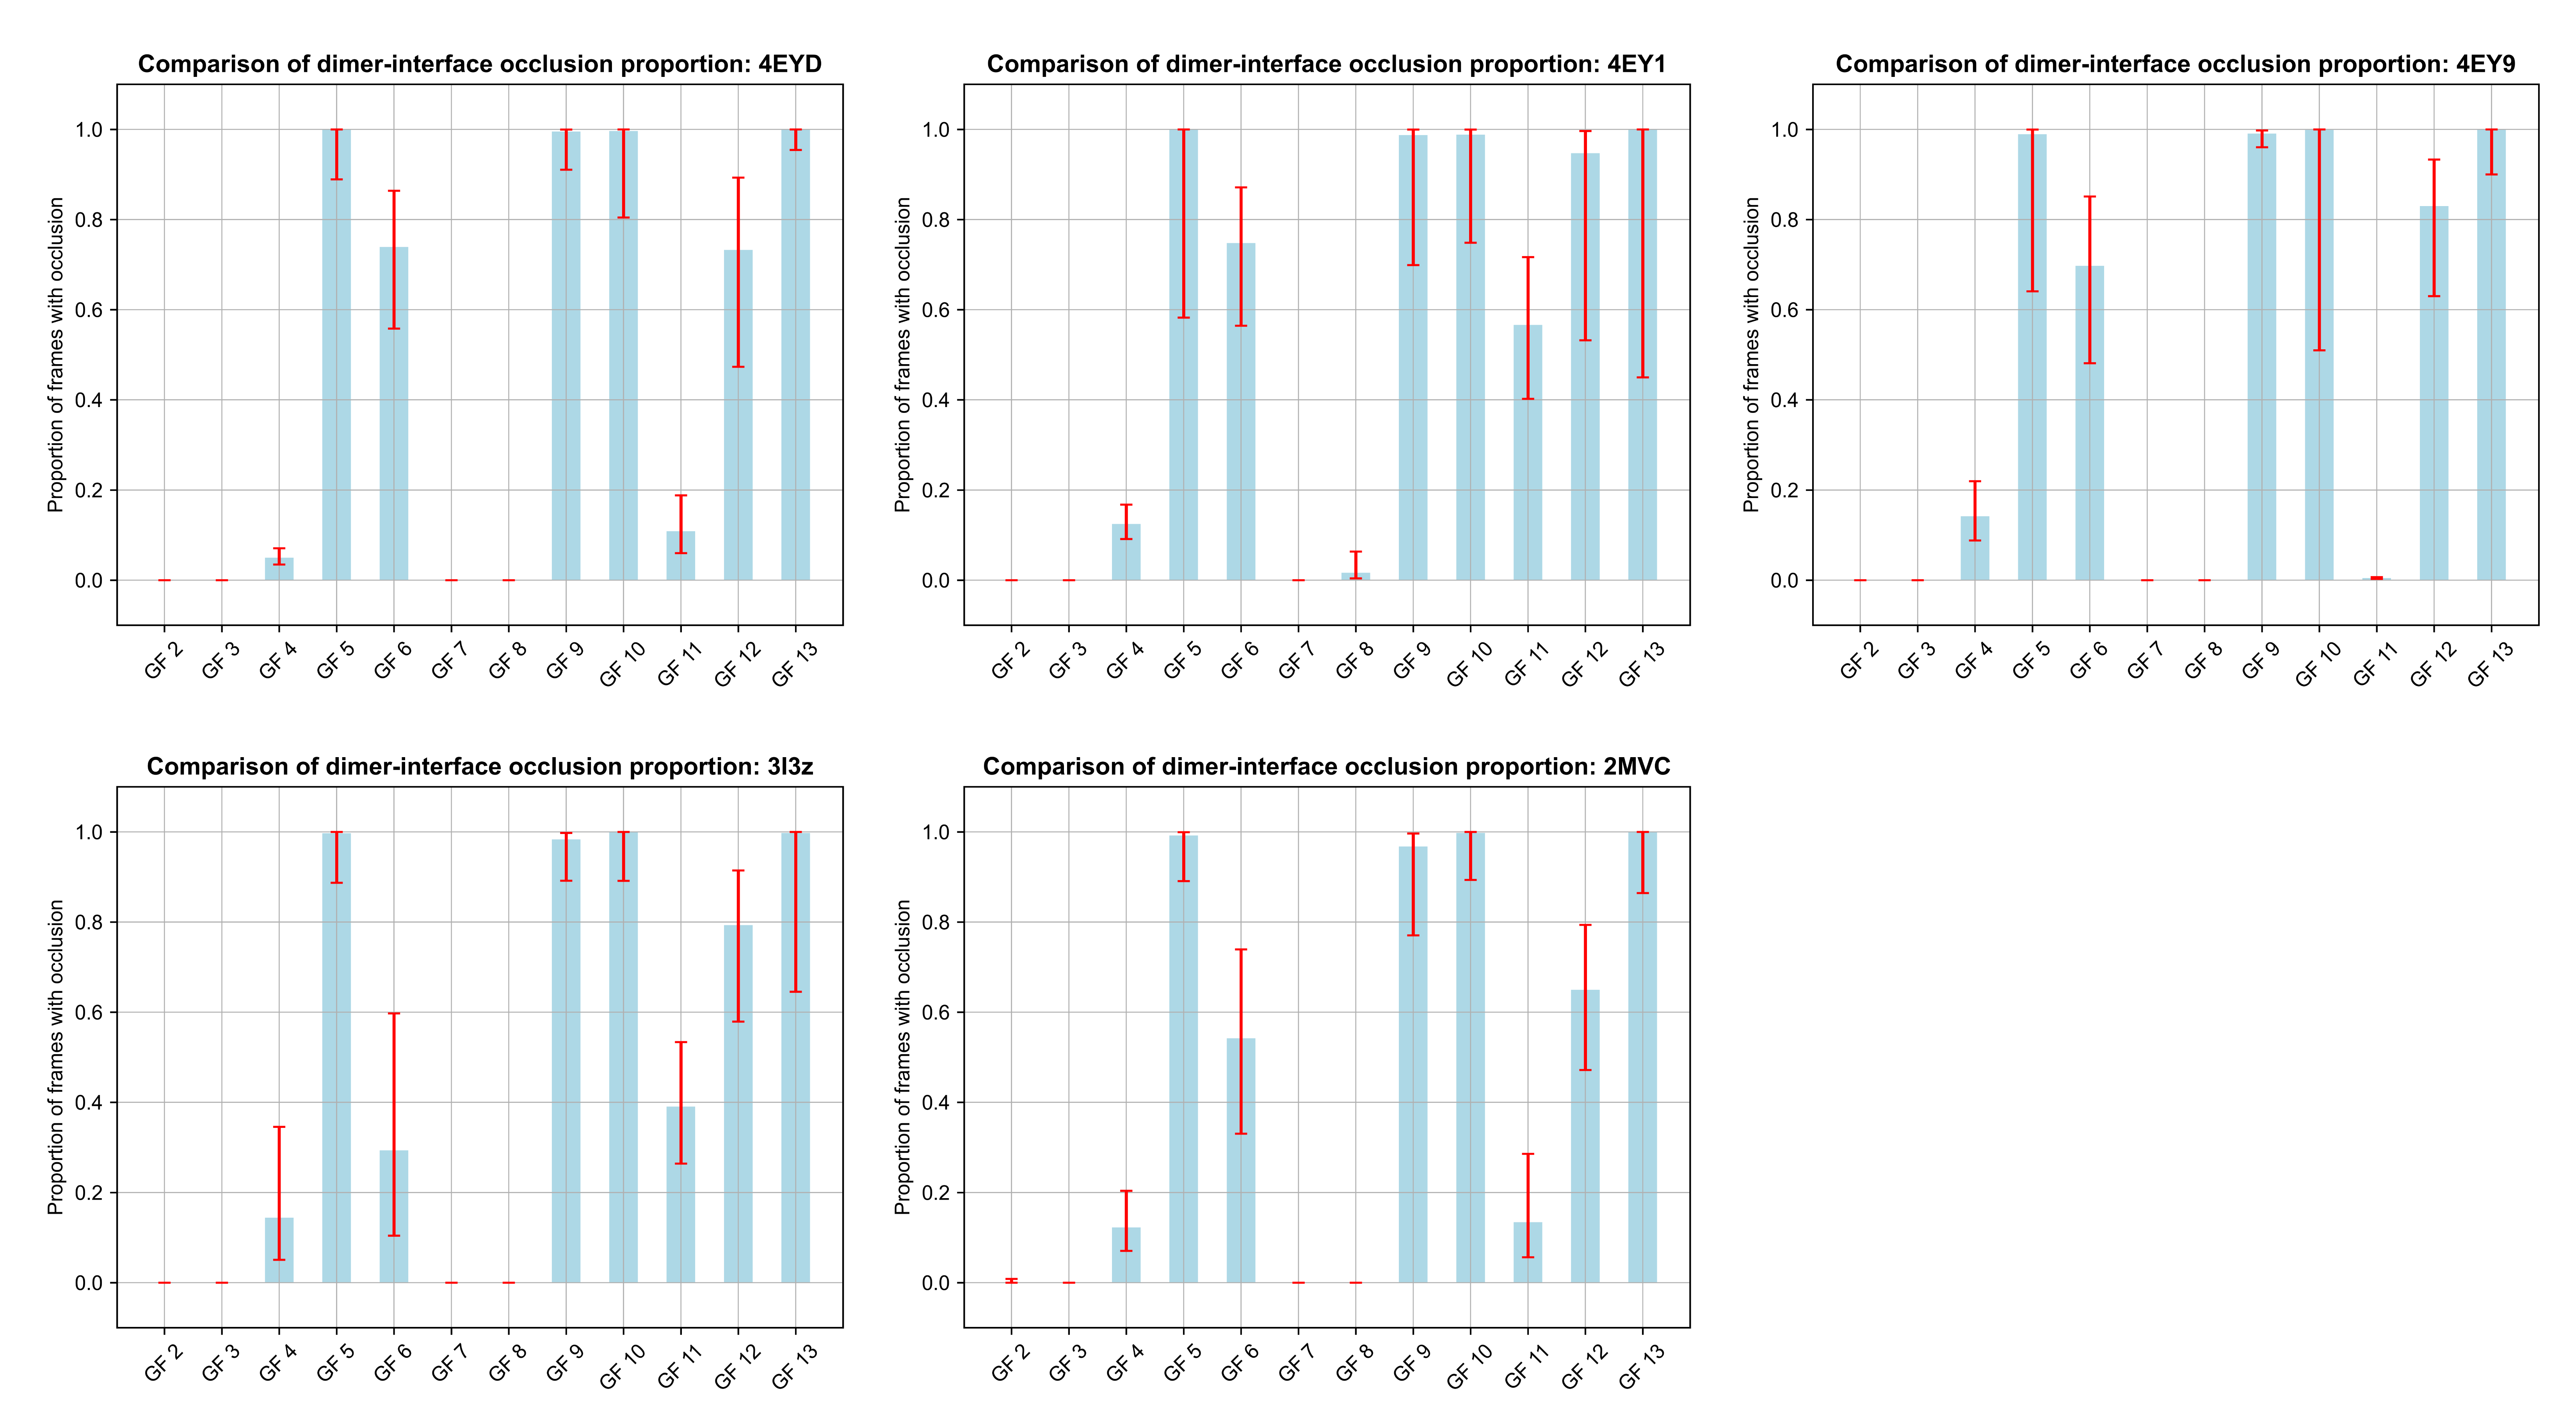 Comparison of dimer-interface occlusion proportion: 4EYD
Proportion of frames with occlusion
1.0
0.8
0.6
0.4
0.2
0.0
GF 2 GF 3 GF 4 GF 5 GF 6 GF 7 GF 8 GF 9 GF 10 GF 11 GF 12 GF 13
Comparison of dimer-interface occlusion proportion: 4EY1
Proportion of frames with occlusion
1.0
0.8
0.6
0.4
0.2
0.0
GF 2 GF 3 GF 4 GF 5 GF 6 GF 7 GF 8 GF 9 GF 10 GF 11 GF 12 GF 13
Comparison of dimer-interface occlusion proportion: 4EY9
Proportion of frames with occlusion
1.0
0.8
0.6
0.4
0.2
0.0
GF 2 GF 3 GF 4 GF 5 GF 6 GF 7 GF 8 GF 9 GF 10 GF 11 GF 12 GF 13
Comparison of dimer-interface occlusion proportion: 3I3z
Proportion of frames with occlusion
1.0
0.8
0.6
0.4
0.2
0.0
GF 2 GF 3 GF 4 GF 5 GF 6 GF 7 GF 8 GF 9 GF 10 GF 11 GF 12 GF 13
Comparison of dimer-interface occlusion proportion: 2MVC
Proportion of frames with occlusion
1.0
0.8
0.6
0.4
0.2
0.0
GF 2 GF 3 GF 4 GF 5 GF 6 GF 7 GF 8 GF 9 GF 10 GF 11 GF 12 GF 13